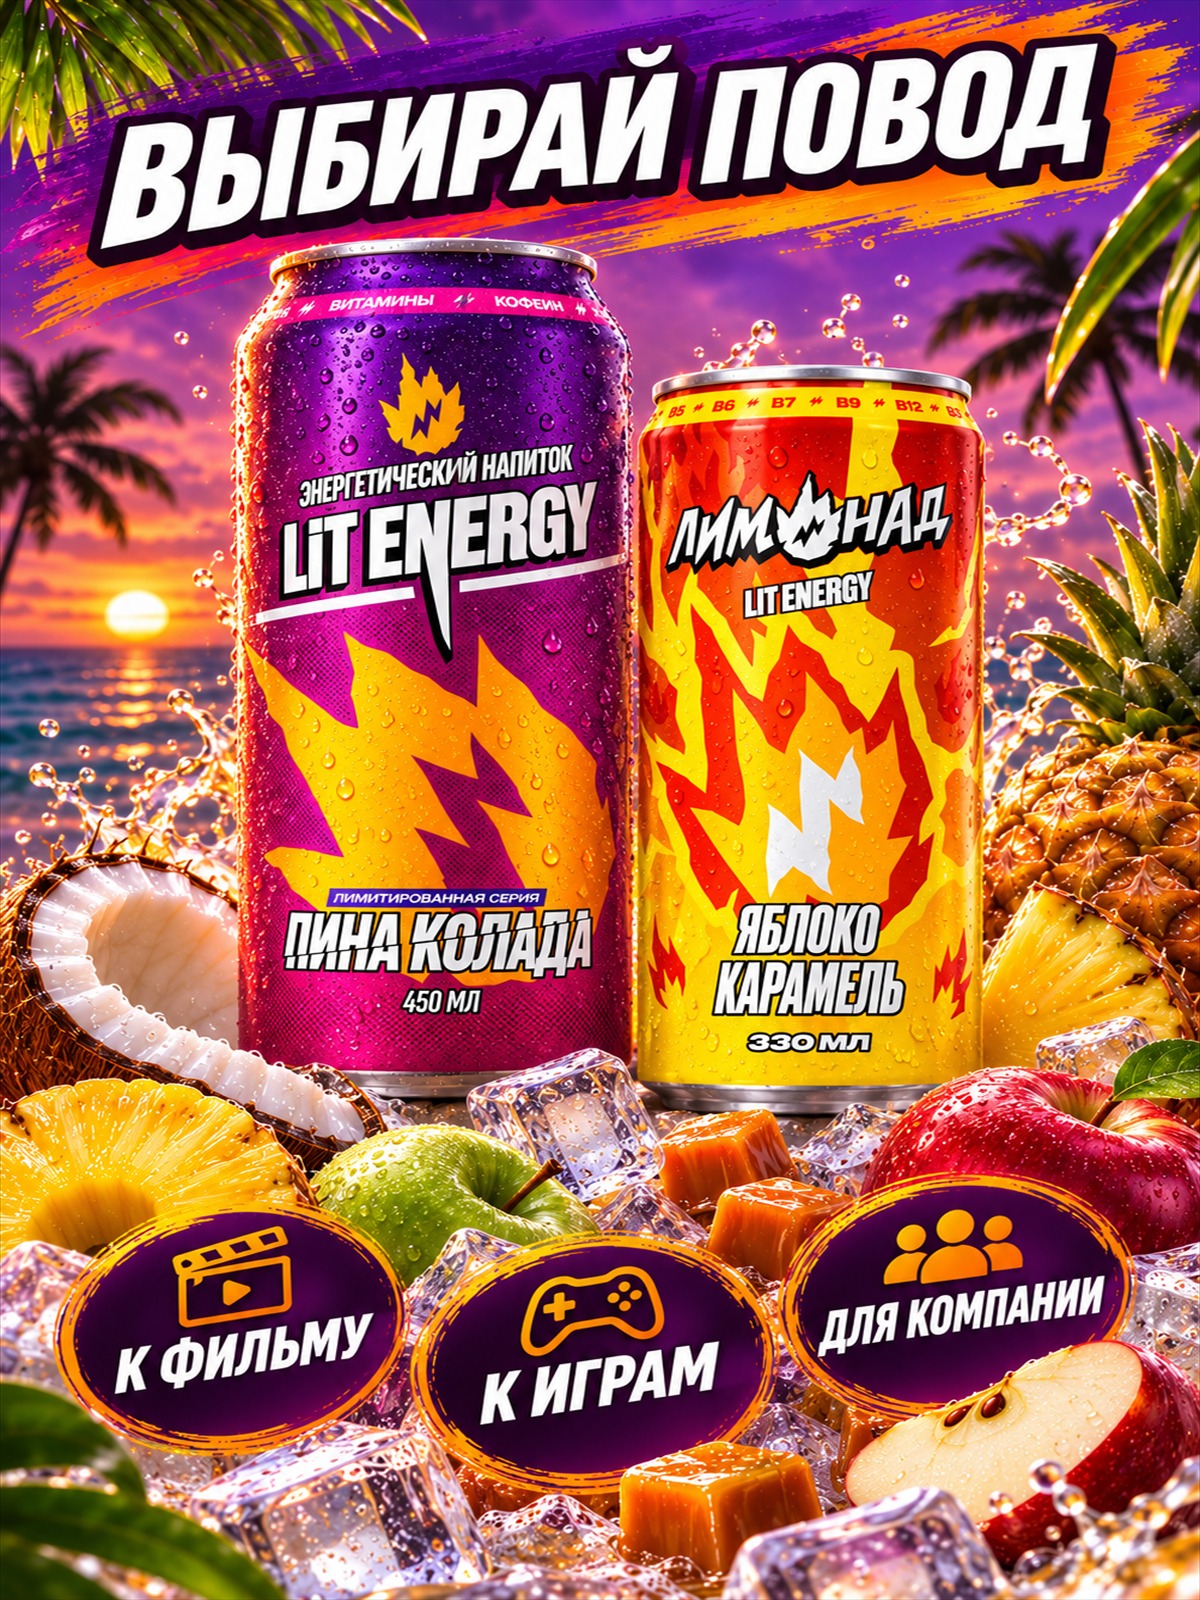 ВЫБИРАЙ ПОВОД
ВИТАМИНЫ КОФЕИН
ЭНЕРГЕТИЧЕСКИЙ НАПИТОК
LIT ENERGY
ЛИМИТИРОВАННАЯ СЕРИЯ
ПИНА КОЛАДА
450 МЛ
B5 B6 B7 B9 B12
ЛИМОНАД
LIT ENERGY
ЯБЛОКО
КАРАМЕЛЬ
330 МЛ
К ФИЛЬМУ
К ИГРАМ
ДЛЯ КОМПАНИИ